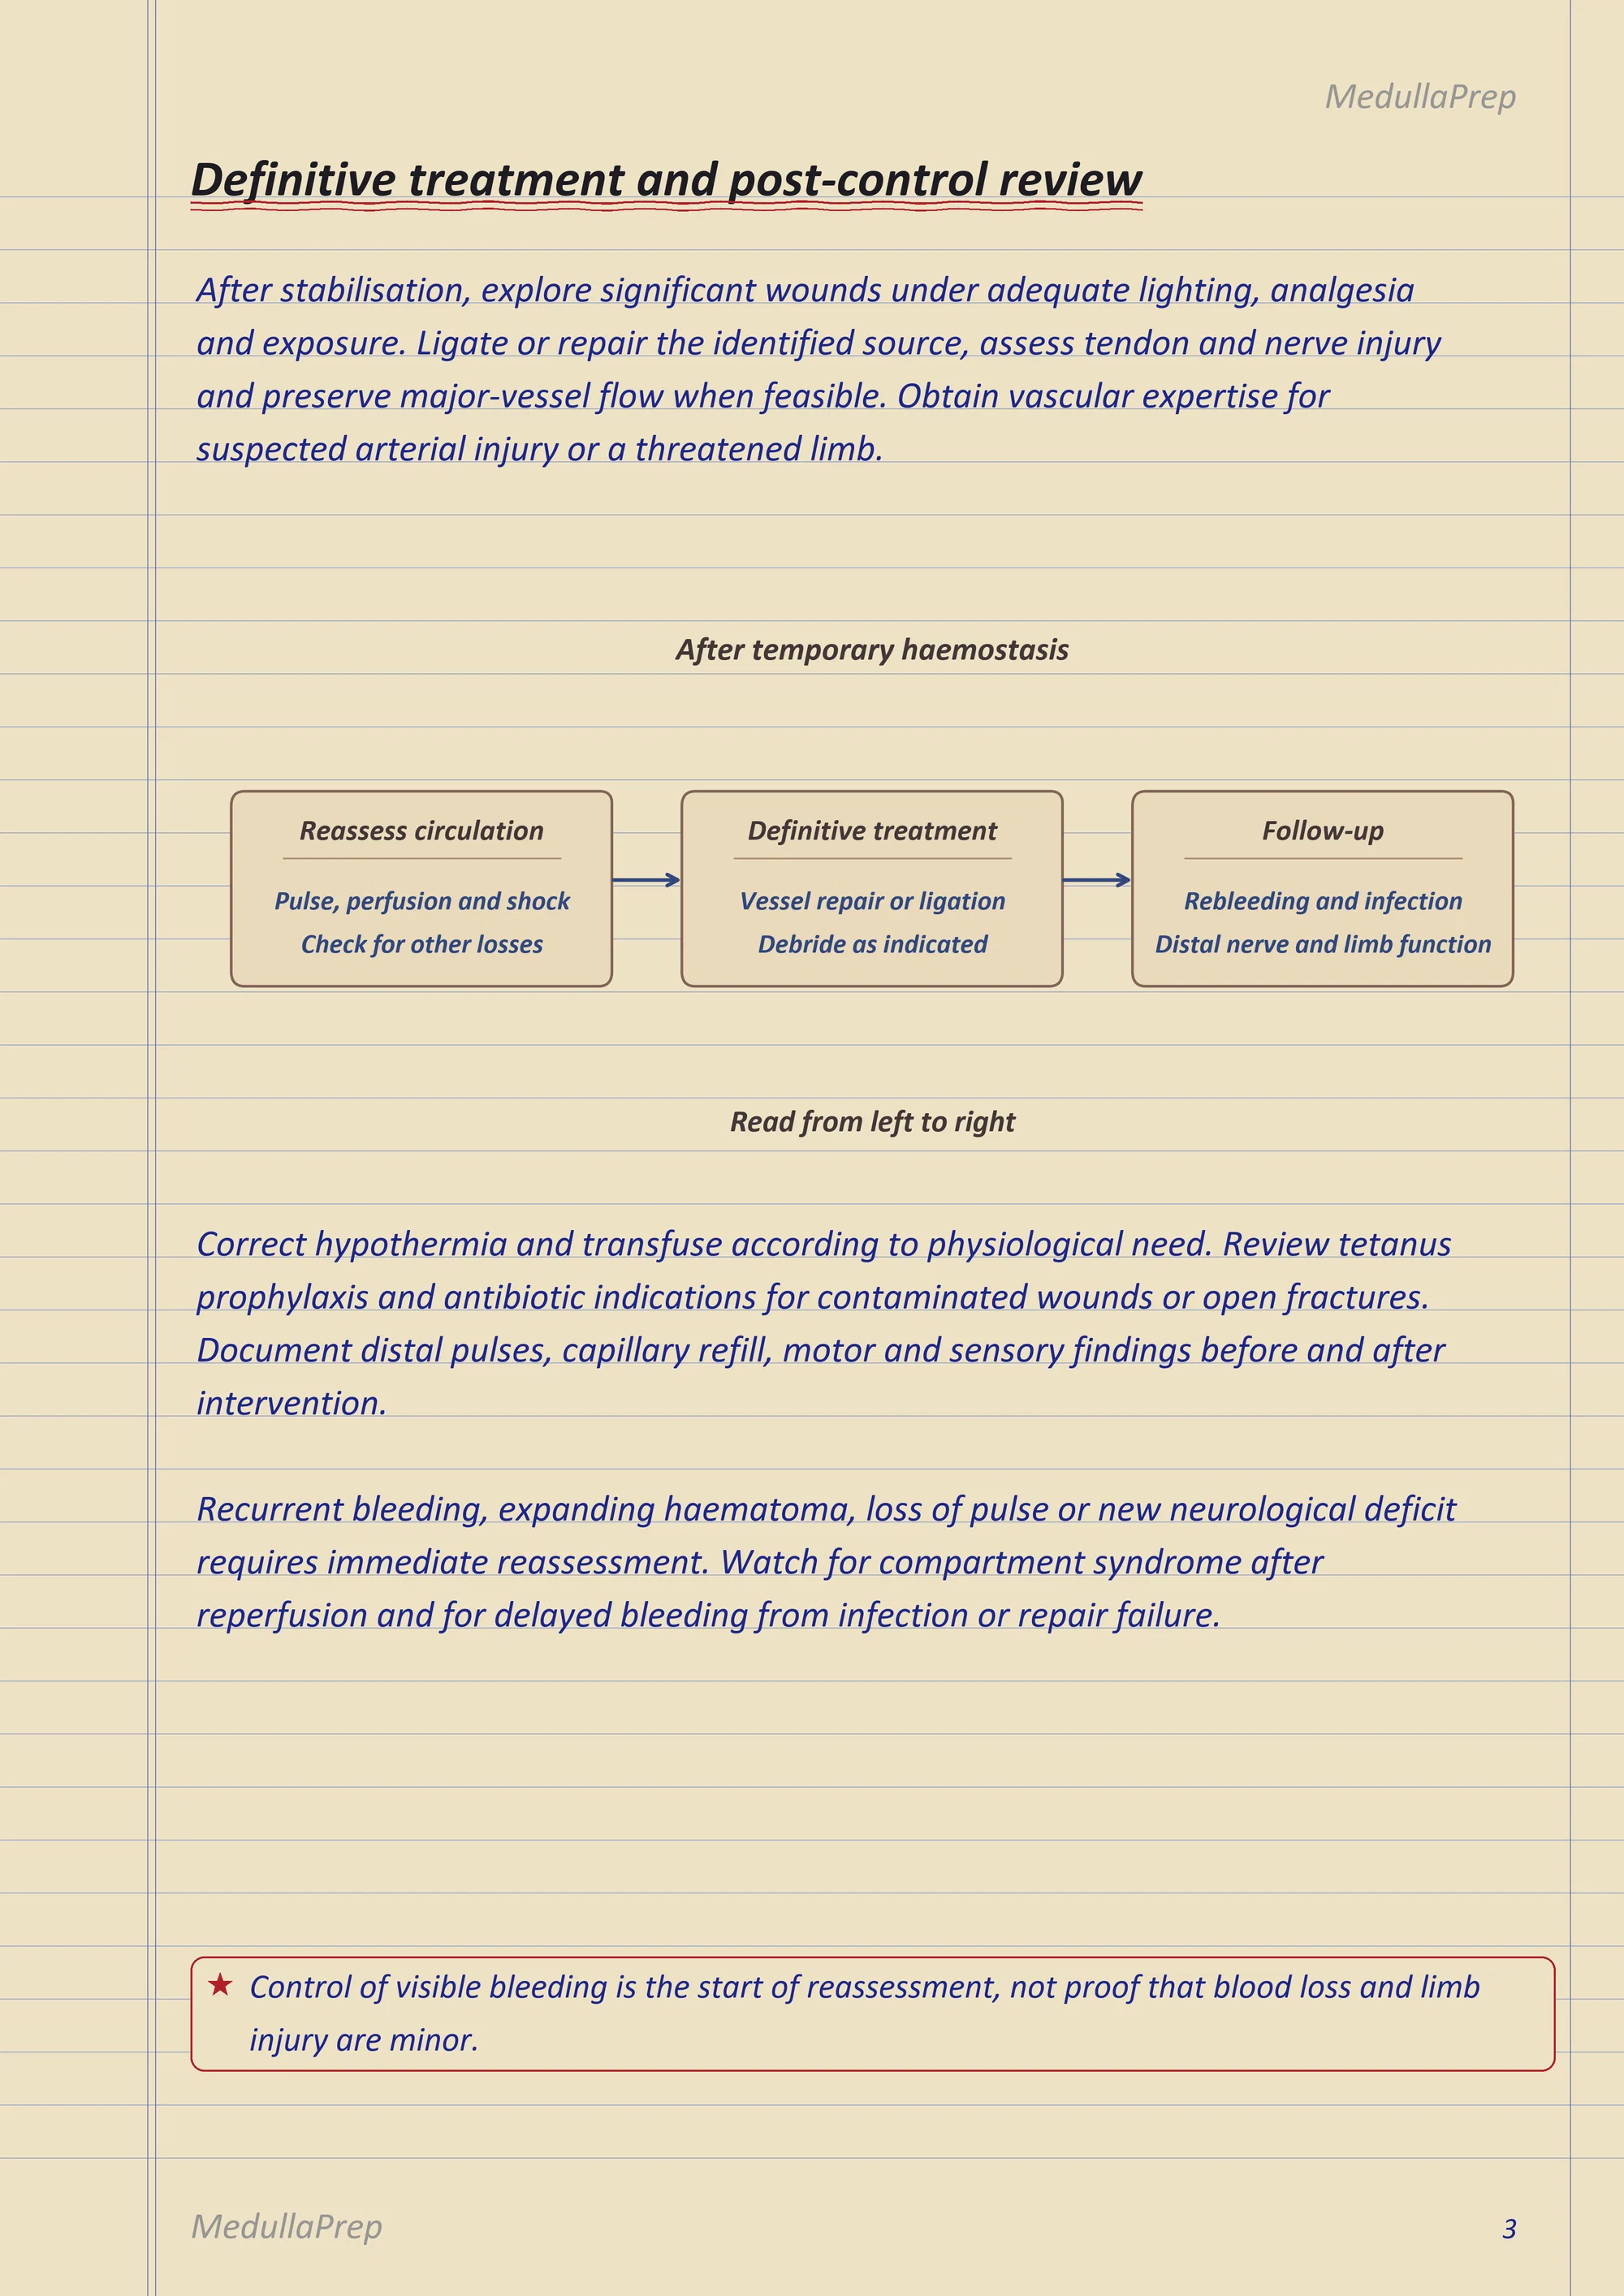 MedullaPrep
Definitive treatment and post-control review
After stabilisation, explore significant wounds under adequate lighting, analgesia
and exposure. Ligate or repair the identified source, assess tendon and nerve injury
and preserve major-vessel flow when feasible. Obtain vascular expertise for
suspected arterial injury or a threatened limb.
After temporary haemostasis
Reassess circulation
Pulse, perfusion and shock
Check for other losses
Definitive treatment
Vessel repair or ligation
Debride as indicated
Follow-up
Rebleeding and infection
Distal nerve and limb function
Read from left to right
Correct hypothermia and transfuse according to physiological need. Review tetanus
prophylaxis and antibiotic indications for contaminated wounds or open fractures.
Document distal pulses, capillary refill, motor and sensory findings before and after
intervention.
Recurrent bleeding, expanding haematoma, loss of pulse or new neurological deficit
requires immediate reassessment. Watch for compartment syndrome after
reperfusion and for delayed bleeding from infection or repair failure.
★ Control of visible bleeding is the start of reassessment, not proof that blood loss and limb
injury are minor.
MedullaPrep
3